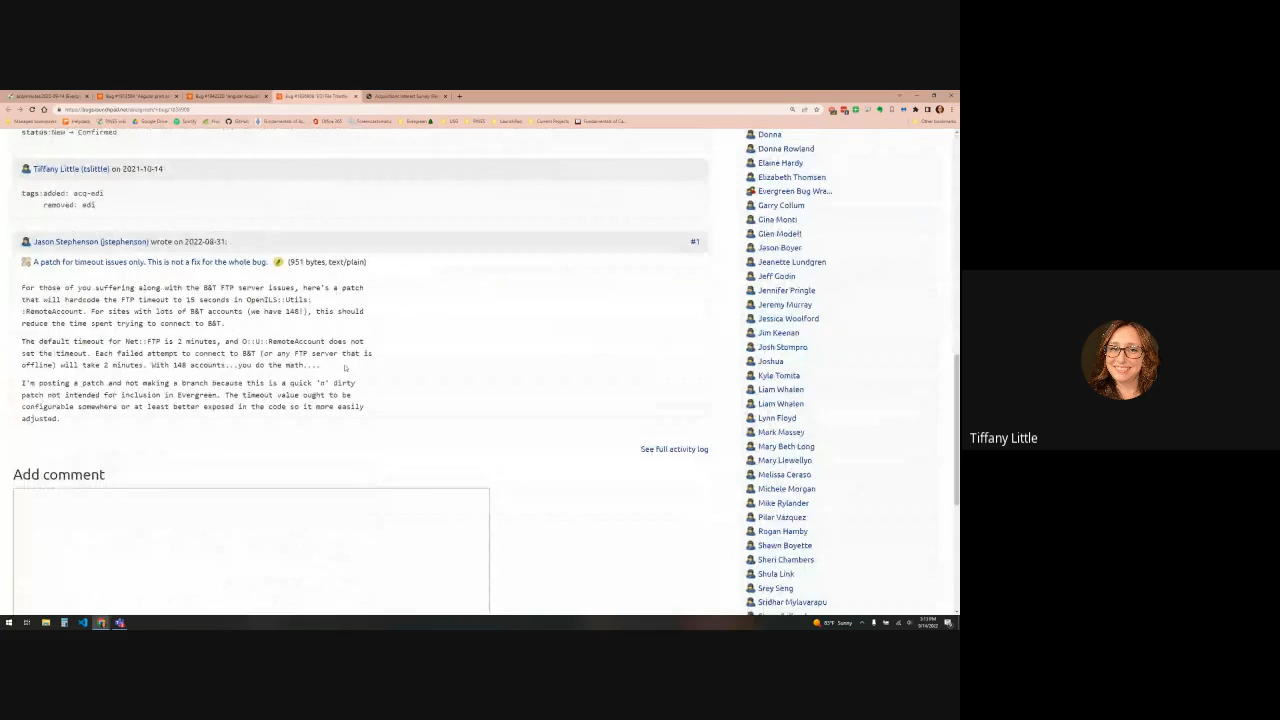 status:New → Confirmed
Tiffany Little (tslittle) on 2021-10-14
tags:added: acq-edi
removed: edi
Jason Stephenson (jstephenson) wrote on 2022-08-31:
#1
A patch for timeout issues only. This is not a fix for the whole bug.
(951 bytes, text/plain)
For those of you suffering along with the B&T FTP server issues, here's a patch
that will hardcode the FTP timeout to 15 seconds in OpenILS::Utils:
:RemoteAccount. For sites with lots of B&T accounts (we have 148!), this should
reduce the time spent trying to connect to B&T.
The default timeout for Net::FTP is 2 minutes, and O::U::RemoteAccount does not
set the timeout. Each failed attempt to connect to B&T (or any FTP server that is
offline) will take 2 minutes. With 148 accounts...you do the math....
I'm posting a patch and not making a branch because this is a quick 'n' dirty
patch not intended for inclusion in Evergreen. The timeout value ought to be
configurable somewhere or at least better exposed in the code so it more easily
adjusted.
See full activity log
Add comment
Donna
Donna Rowland
Elaine Hardy
Elizabeth Thomsen
Evergreen Bug Wra...
Garry Collum
Gina Monti
Glen Modell
Jason Boyer
Jeanette Lundgren
Jeff Godin
Jennifer Pringle
Jeremy Murray
Jessica Woolford
Jim Keenan
Josh Stompro
Joshua
Kyle Tomita
Liam Whalen
Liam Whalen
Lynn Floyd
Mark Massey
Mary Beth Long
Mary Llewellyn
Melissa Ceraso
Michele Morgan
Mike Rylander
Pilar Vázquez
Rogan Hamby
Shawn Boyette
Sheri Chambers
Shula Link
Srey Seng
Sridhar Mylavarapu
83°F Sunny
3:13 PM
9/14/2022
Tiffany Little